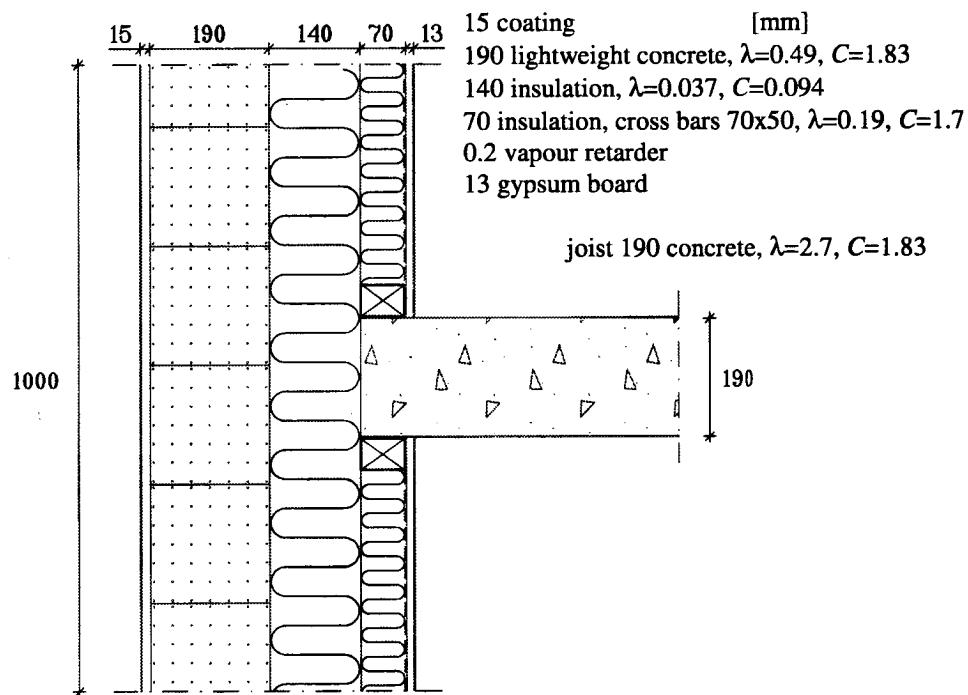 15 190 140 70 13
15 coating [mm]
190 lightweight concrete, λ=0.49, C=1.83
140 insulation, λ=0.037, C=0.094
70 insulation, cross bars 70x50, λ=0.19, C=1.7
0.2 vapour retarder
13 gypsum board
joist 190 concrete, λ=2.7, C=1.83
1000
190